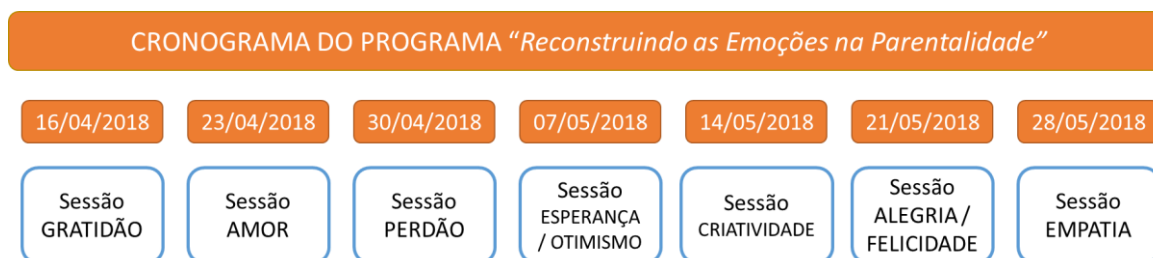 CRONOGRAMA DO PROGRAMA “Reconstruindo as Emoções na Parentalidade”
16/04/2018
23/04/2018
30/04/2018
07/05/2018
14/05/2018
21/05/2018
28/05/2018
Sessão
GRATIDÃO
Sessão
AMOR
Sessão
PERDÃO
Sessão
ESPERANÇA
/ OTIMISMO
Sessão
CRIATIVIDADE
Sessão
ALEGRIA /
FELICIDADE
Sessão
EMPATIA